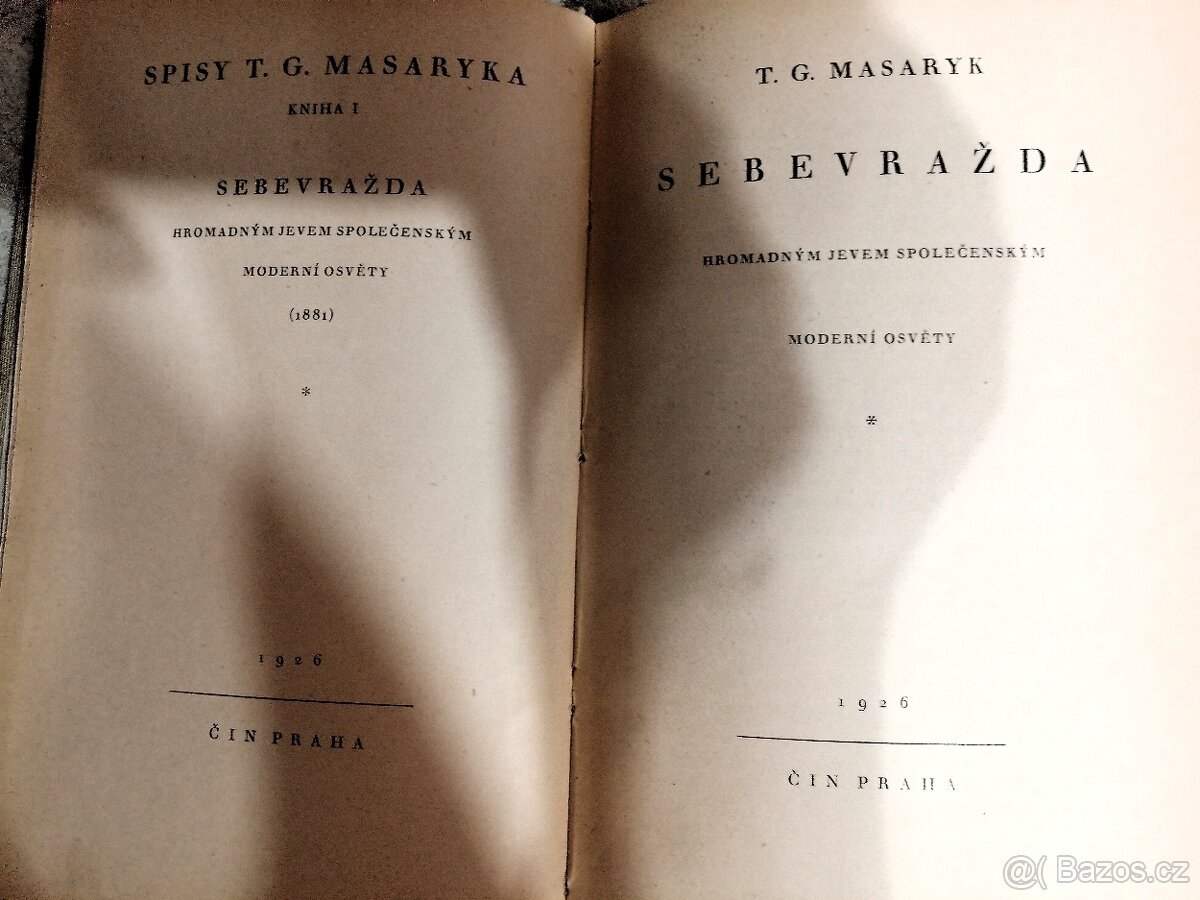 SPISY T. G. MASARYKA
KNIHA I
SEBEVRAŽDA
HROMADNÝM JEVEM SPOLEČENSKÝM
MODERNÍ OSVĚTY
(1881)
*
1926
ČIN PRAHA
T. G. MASARYK
SEBEVRAŽDA
HROMADNÝM JEVEM SPOLEČENSKÝM
MODERNÍ OSVĚTY
*
1926
ČIN PRAHA
@( Bazos.cz